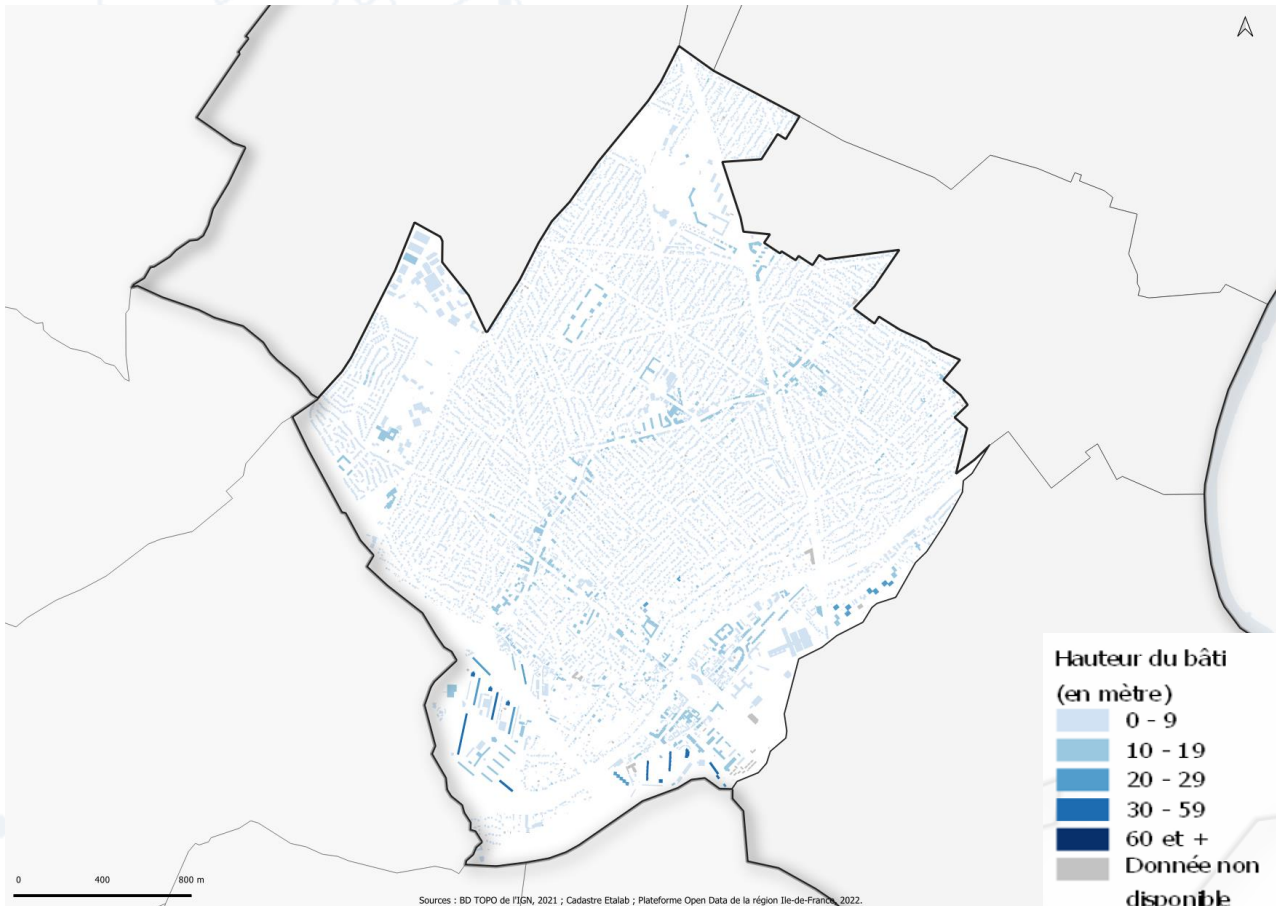 0 400 800 m
Sources : BD TOPO de l'IGN, 2021 ; Cadastre Etalab ; Plateforme Open Data de la région Ile-de-France, 2022.
Hauteur du bâti
(en mètre)
0 - 9
10 - 19
20 - 29
30 - 59
60 et +
Donnée non
disponible